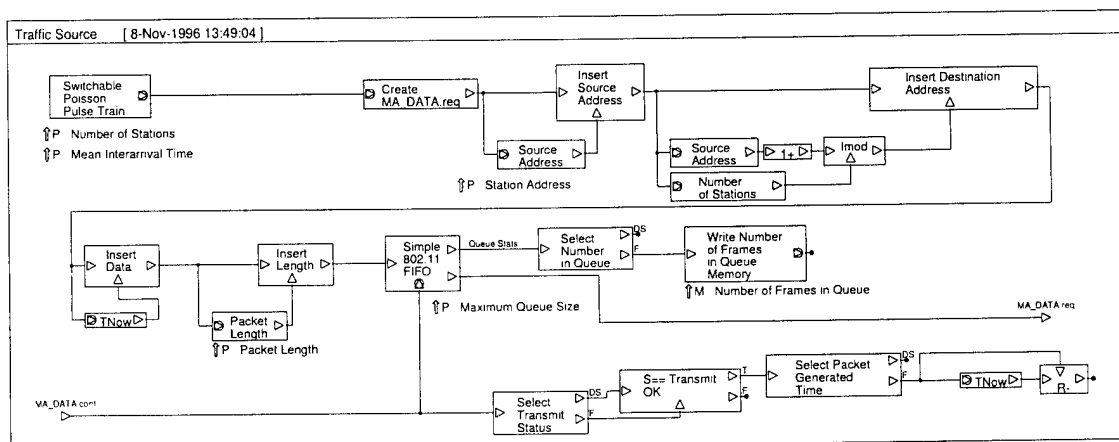 Traffic Source [ 8-Nov-1996 13:49:04 ]
Switchable
Poisson
Pulse Train
Create
MA_DATA.req
Insert
Source
Address
Insert Destination
Address
⇧P Number of Stations
⇧P Mean Interarrival Time
Source
Address
⇧P Station Address
Source
Address
1+
Imod
Number
of Stations
Insert
Data
TNow
Insert
Length
Packet
Length
⇧P Packet Length
Simple
802.11
FIFO
Queue Stats
⇧P Maximum Queue Size
Select
Number
in Queue
DS
F
Write Number
of Frames
in Queue
Memory
⇧M Number of Frames in Queue
MA_DATA req
MA_DATA conf
Select
Transmit
Status
DS
F
S== Transmit
OK
T
F
Select Packet
Generated
Time
DS
F
TNow
R-